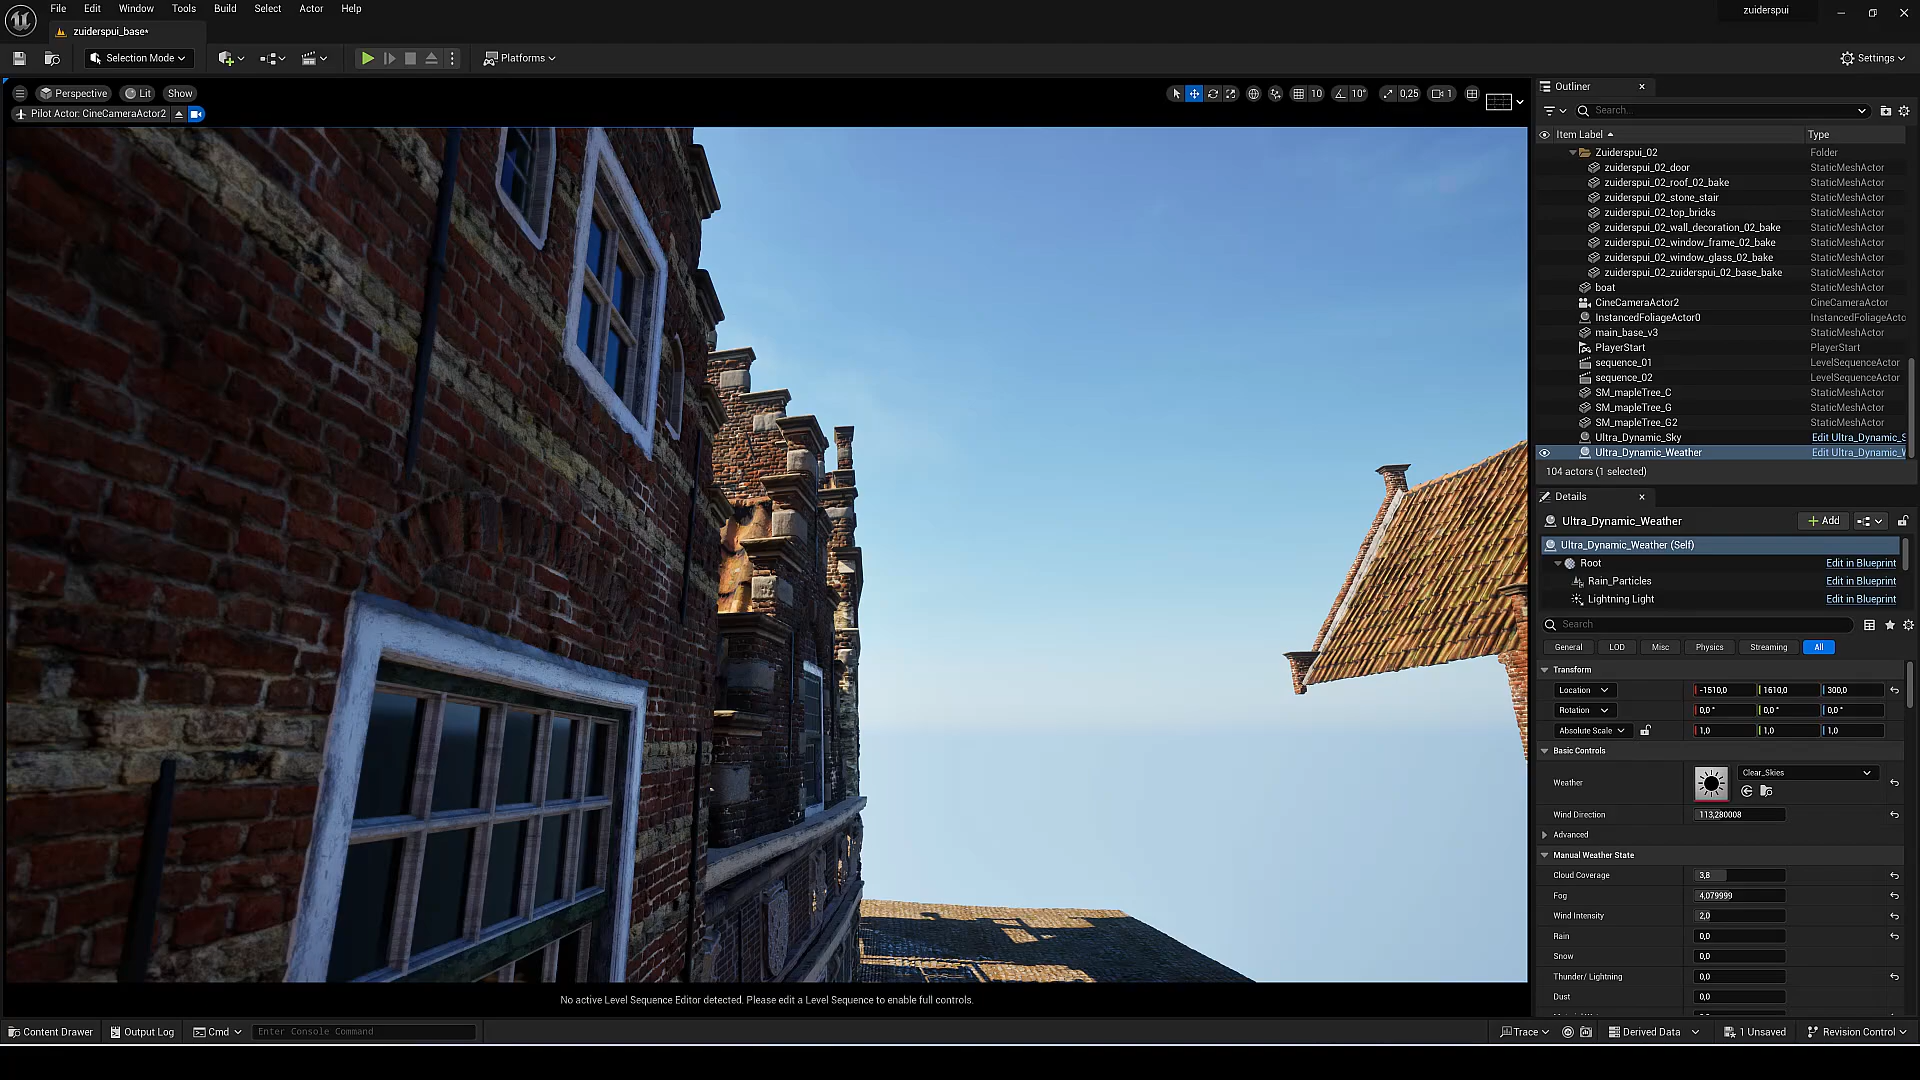 File Edit Window Tools Build Select Actor Help
zuiderspui
zuiderspui_base*
Selection Mode
Platforms
Settings
Perspective Lit Show
10 10° 0,25 1
Pilot Actor: CineCameraActor2
Outliner
Search...
Item Label Type
Zuiderspui_02 Folder
zuiderspui_02_door StaticMeshActor
zuiderspui_02_roof_02_bake StaticMeshActor
zuiderspui_02_stone_stair StaticMeshActor
zuiderspui_02_top_bricks StaticMeshActor
zuiderspui_02_wall_decoration_02_bake StaticMeshActor
zuiderspui_02_window_frame_02_bake StaticMeshActor
zuiderspui_02_window_glass_02_bake StaticMeshActor
zuiderspui_02_zuiderspui_02_base_bake StaticMeshActor
boat StaticMeshActor
CineCameraActor2 CineCameraActor
InstancedFoliageActor0 InstancedFoliageActo
main_base_v3 StaticMeshActor
PlayerStart PlayerStart
sequence_01 LevelSequenceActor
sequence_02 LevelSequenceActor
SM_mapleTree_C StaticMeshActor
SM_mapleTree_G StaticMeshActor
SM_mapleTree_G2 StaticMeshActor
Ultra_Dynamic_Sky Edit Ultra_Dynamic_S
Ultra_Dynamic_Weather Edit Ultra_Dynamic_W
104 actors (1 selected)
Details
Ultra_Dynamic_Weather Add
Ultra_Dynamic_Weather (Self)
Root Edit in Blueprint
Rain_Particles Edit in Blueprint
Lightning Light Edit in Blueprint
Search
General LOD Misc Physics Streaming All
Transform
Location -1510,0 1610,0 300,0
Rotation 0,0° 0,0° 0,0°
Absolute Scale 1,0 1,0 1,0
Basic Controls
Weather Clear_Skies
Wind Direction 113,280008
Advanced
Manual Weather State
Cloud Coverage 3,8
Fog 4,079999
Wind Intensity 2,0
Rain 0,0
Snow 0,0
Thunder/ Lightning 0,0
Dust 0,0
No active Level Sequence Editor detected. Please edit a Level Sequence to enable full controls.
Content Drawer Output Log Cmd Enter Console Command
Trace Derived Data 1 Unsaved Revision Control